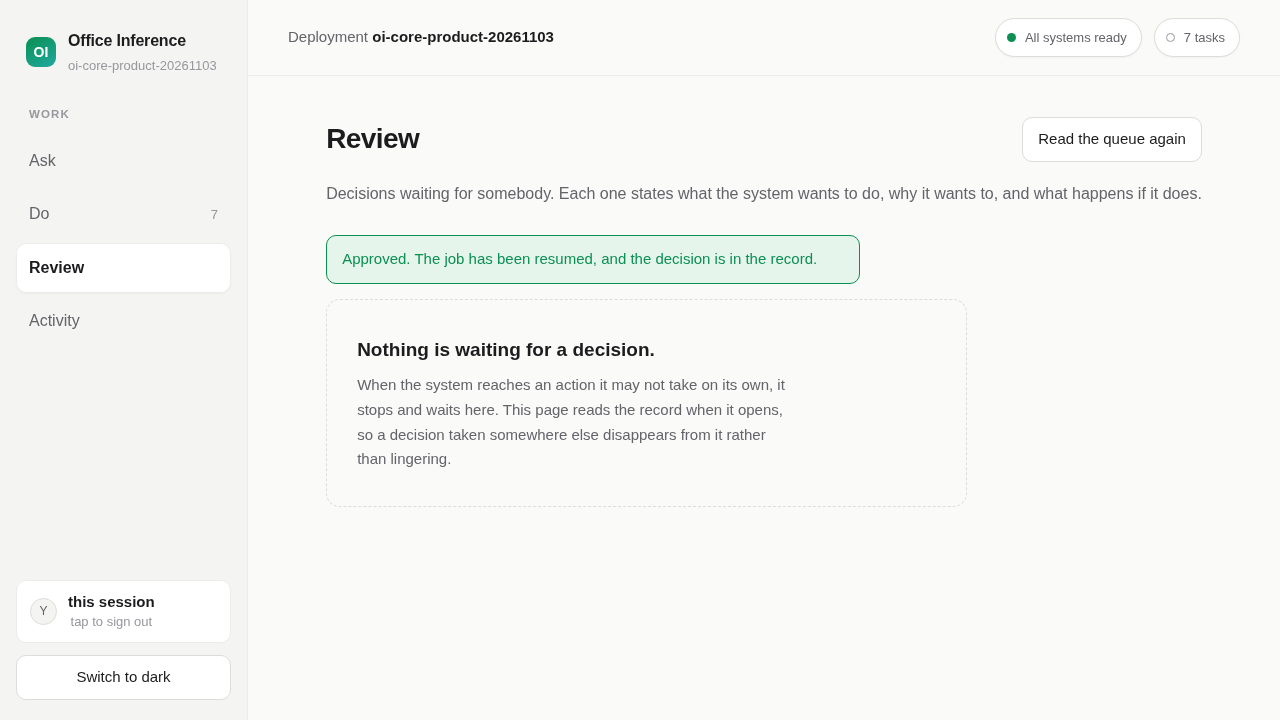 OI
Office Inference
oi-core-product-20261103
WORK
Ask
Do 7
Review
Activity
Y
this session
tap to sign out
Switch to dark
Deployment oi-core-product-20261103
All systems ready
7 tasks
Review
Read the queue again
Decisions waiting for somebody. Each one states what the system wants to do, why it wants to, and what happens if it does.
Approved. The job has been resumed, and the decision is in the record.
Nothing is waiting for a decision.
When the system reaches an action it may not take on its own, it
stops and waits here. This page reads the record when it opens,
so a decision taken somewhere else disappears from it rather
than lingering.